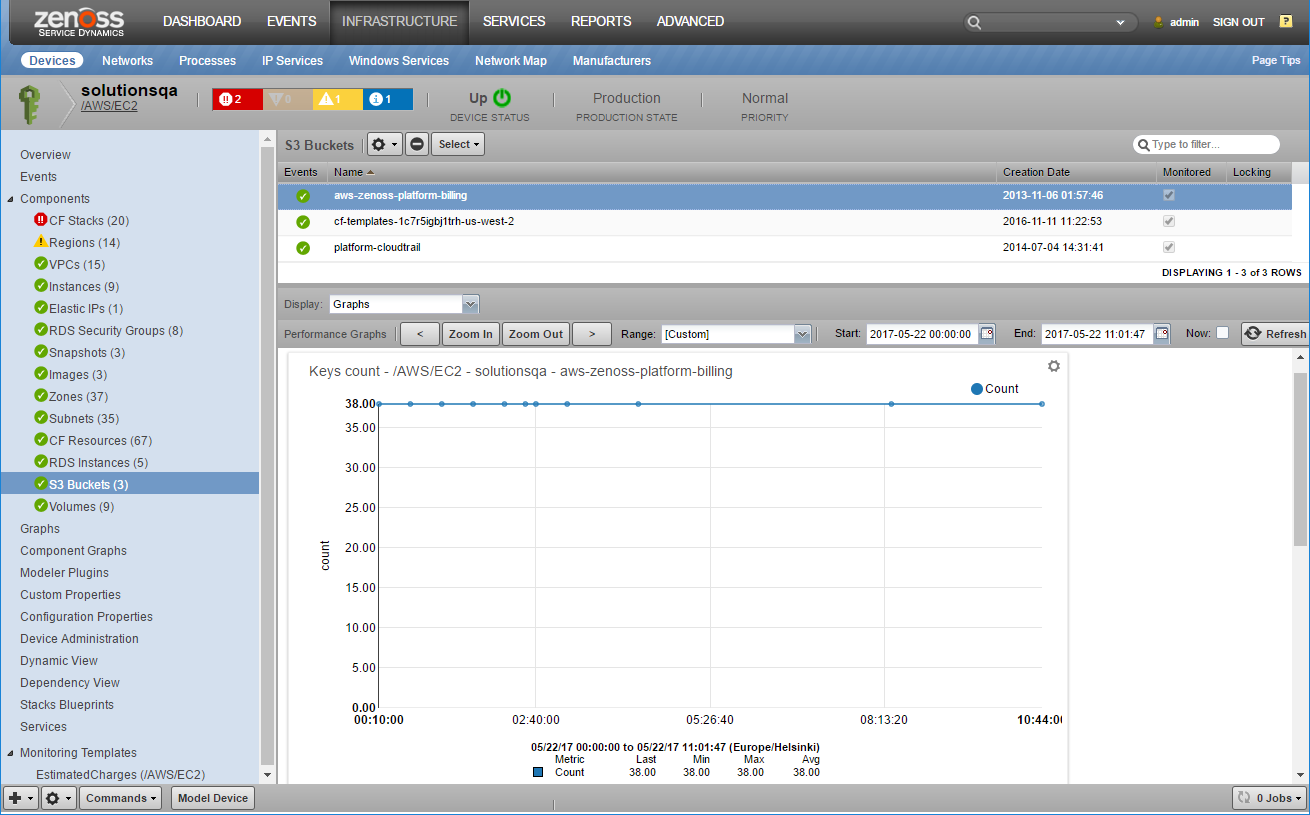 zenoss
SERVICE DYNAMICS
DASHBOARD EVENTS INFRASTRUCTURE SERVICES REPORTS ADVANCED
admin SIGN OUT ?
Devices Networks Processes IP Services Windows Services Network Map Manufacturers Page Tips
solutionsqa
/AWS/EC2
2 0 1 1
Up Production Normal
DEVICE STATUS PRODUCTION STATE PRIORITY
Overview
Events
Components
CF Stacks (20)
Regions (14)
VPCs (15)
Instances (9)
Elastic IPs (1)
RDS Security Groups (8)
Snapshots (3)
Images (3)
Zones (37)
Subnets (35)
CF Resources (67)
RDS Instances (5)
S3 Buckets (3)
Volumes (9)
Graphs
Component Graphs
Modeler Plugins
Custom Properties
Configuration Properties
Device Administration
Dynamic View
Dependency View
Stacks Blueprints
Services
Monitoring Templates
EstimatedCharges (/AWS/EC2)
S3 Buckets Select Type to filter...
Events Name Creation Date Monitored Locking
aws-zenoss-platform-billing 2013-11-06 01:57:46
cf-templates-1c7r5igbj1trh-us-west-2 2016-11-11 11:22:53
platform-cloudtrail 2014-07-04 14:31:41
DISPLAYING 1 - 3 of 3 ROWS
Display: Graphs
Performance Graphs < Zoom In Zoom Out > Range: [Custom] Start: 2017-05-22 00:00:00 End: 2017-05-22 11:01:47 Now: Refresh
Keys count - /AWS/EC2 - solutionsqa - aws-zenoss-platform-billing
Count
38.00
35.00
30.00
25.00
20.00
15.00
10.00
5.00
0.00
count
00:10:00 02:40:00 05:26:40 08:13:20 10:44:00
05/22/17 00:00:00 to 05/22/17 11:01:47 (Europe/Helsinki)
Metric Last Min Max Avg
Count 38.00 38.00 38.00 38.00
Commands Model Device 0 Jobs